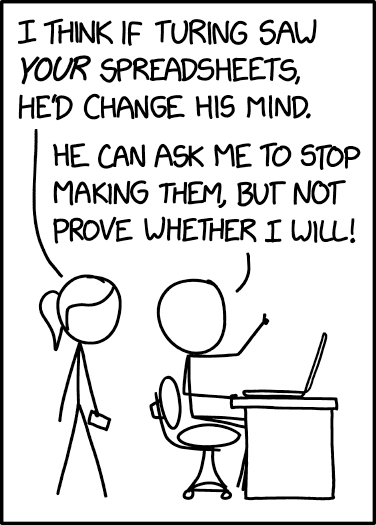 I THINK IF TURING SAW
YOUR SPREADSHEETS,
HE'D CHANGE HIS MIND.
HE CAN ASK ME TO STOP
MAKING THEM, BUT NOT
PROVE WHETHER I WILL!